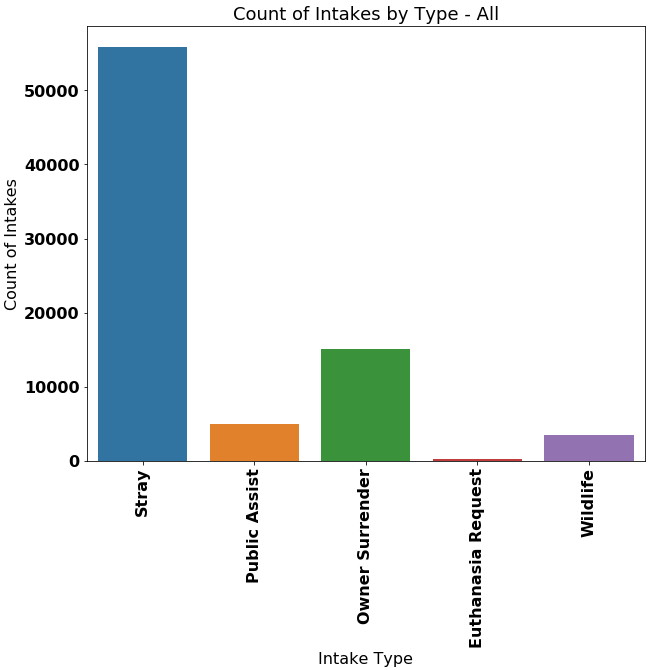 Count of Intakes by Type - All
Count of Intakes
50000
40000
30000
20000
10000
0
Stray
Public Assist
Owner Surrender
Euthanasia Request
Wildlife
Intake Type